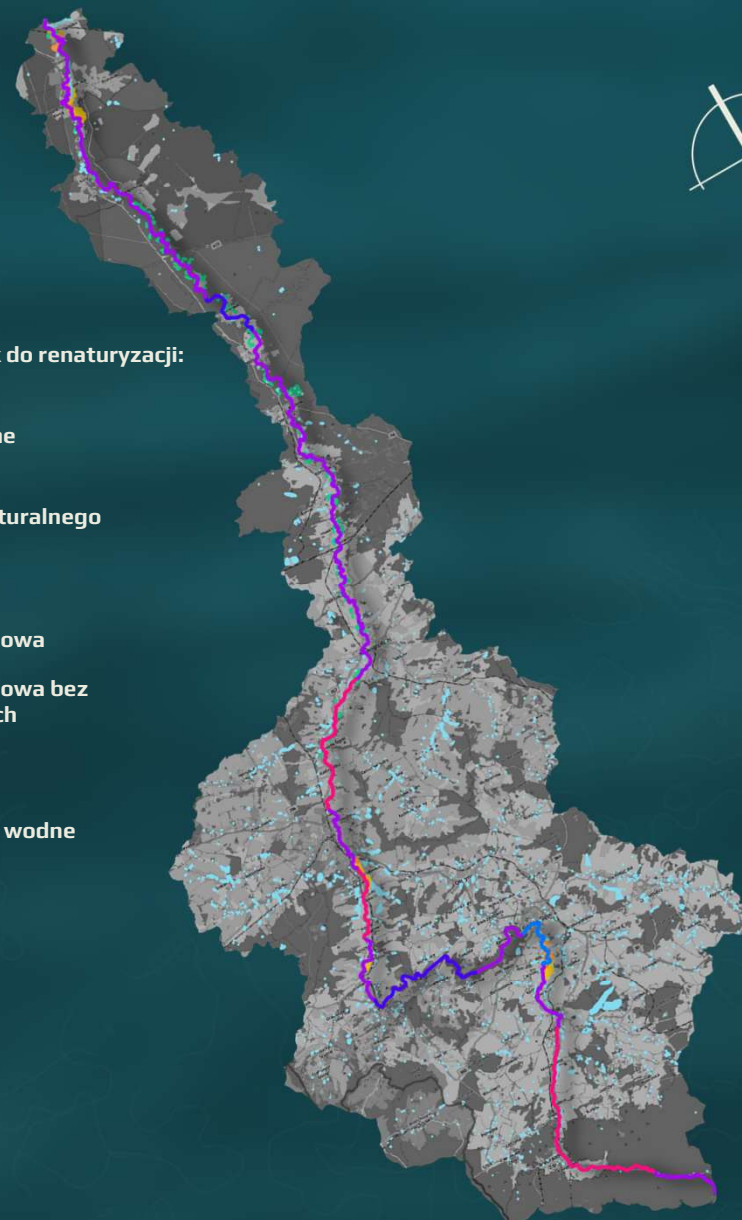 do renaturyzacji:
ne
turalnego
owa
owa bez
ch
wodne